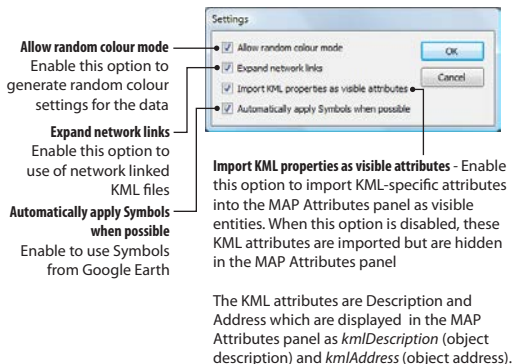 Settings
Allow random colour mode
Expand network links
Import KML properties as visible attributes
Automatically apply Symbols when possible
OK
Cancel
Allow random colour mode
Enable this option to
generate random colour
settings for the data
Expand network links
Enable this option to
use of network linked
KML files
Automatically apply Symbols
when possible
Enable to use Symbols
from Google Earth
Import KML properties as visible attributes - Enable
this option to import KML-specific attributes
into the MAP Attributes panel as visible
entities. When this option is disabled, these
KML attributes are imported but are hidden
in the MAP Attributes panel
The KML attributes are Description and
Address which are displayed in the MAP
Attributes panel as kmlDescription (object
description) and kmlAddress (object address).